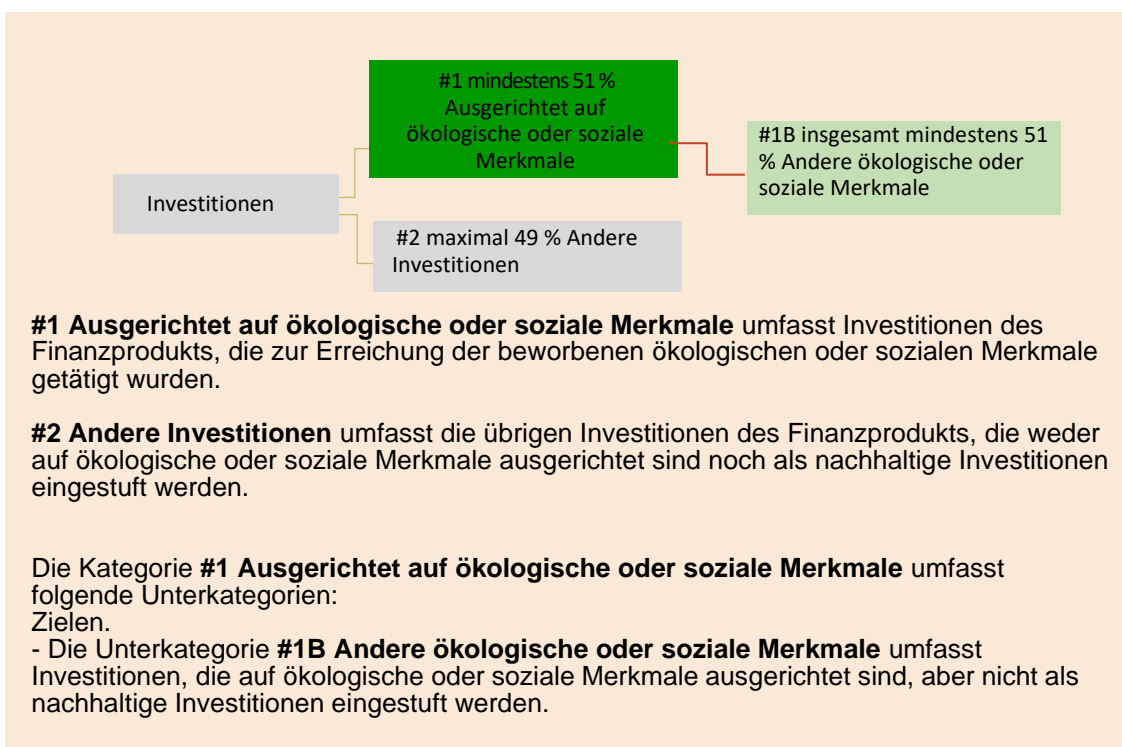 #1 mindestens 51 %
Ausgerichtet auf
ökologische oder soziale
Merkmale
#1B insgesamt mindestens 51
% Andere ökologische oder
soziale Merkmale
Investitionen
#2 maximal 49 % Andere
Investitionen
#1 Ausgerichtet auf ökologische oder soziale Merkmale umfasst Investitionen des
Finanzprodukts, die zur Erreichung der beworbenen ökologischen oder sozialen Merkmale
getätigt wurden.
#2 Andere Investitionen umfasst die übrigen Investitionen des Finanzprodukts, die weder
auf ökologische oder soziale Merkmale ausgerichtet sind noch als nachhaltige Investitionen
eingestuft werden.
Die Kategorie #1 Ausgerichtet auf ökologische oder soziale Merkmale umfasst
folgende Unterkategorien:
Zielen.
- Die Unterkategorie #1B Andere ökologische oder soziale Merkmale umfasst
Investitionen, die auf ökologische oder soziale Merkmale ausgerichtet sind, aber nicht als
nachhaltige Investitionen eingestuft werden.